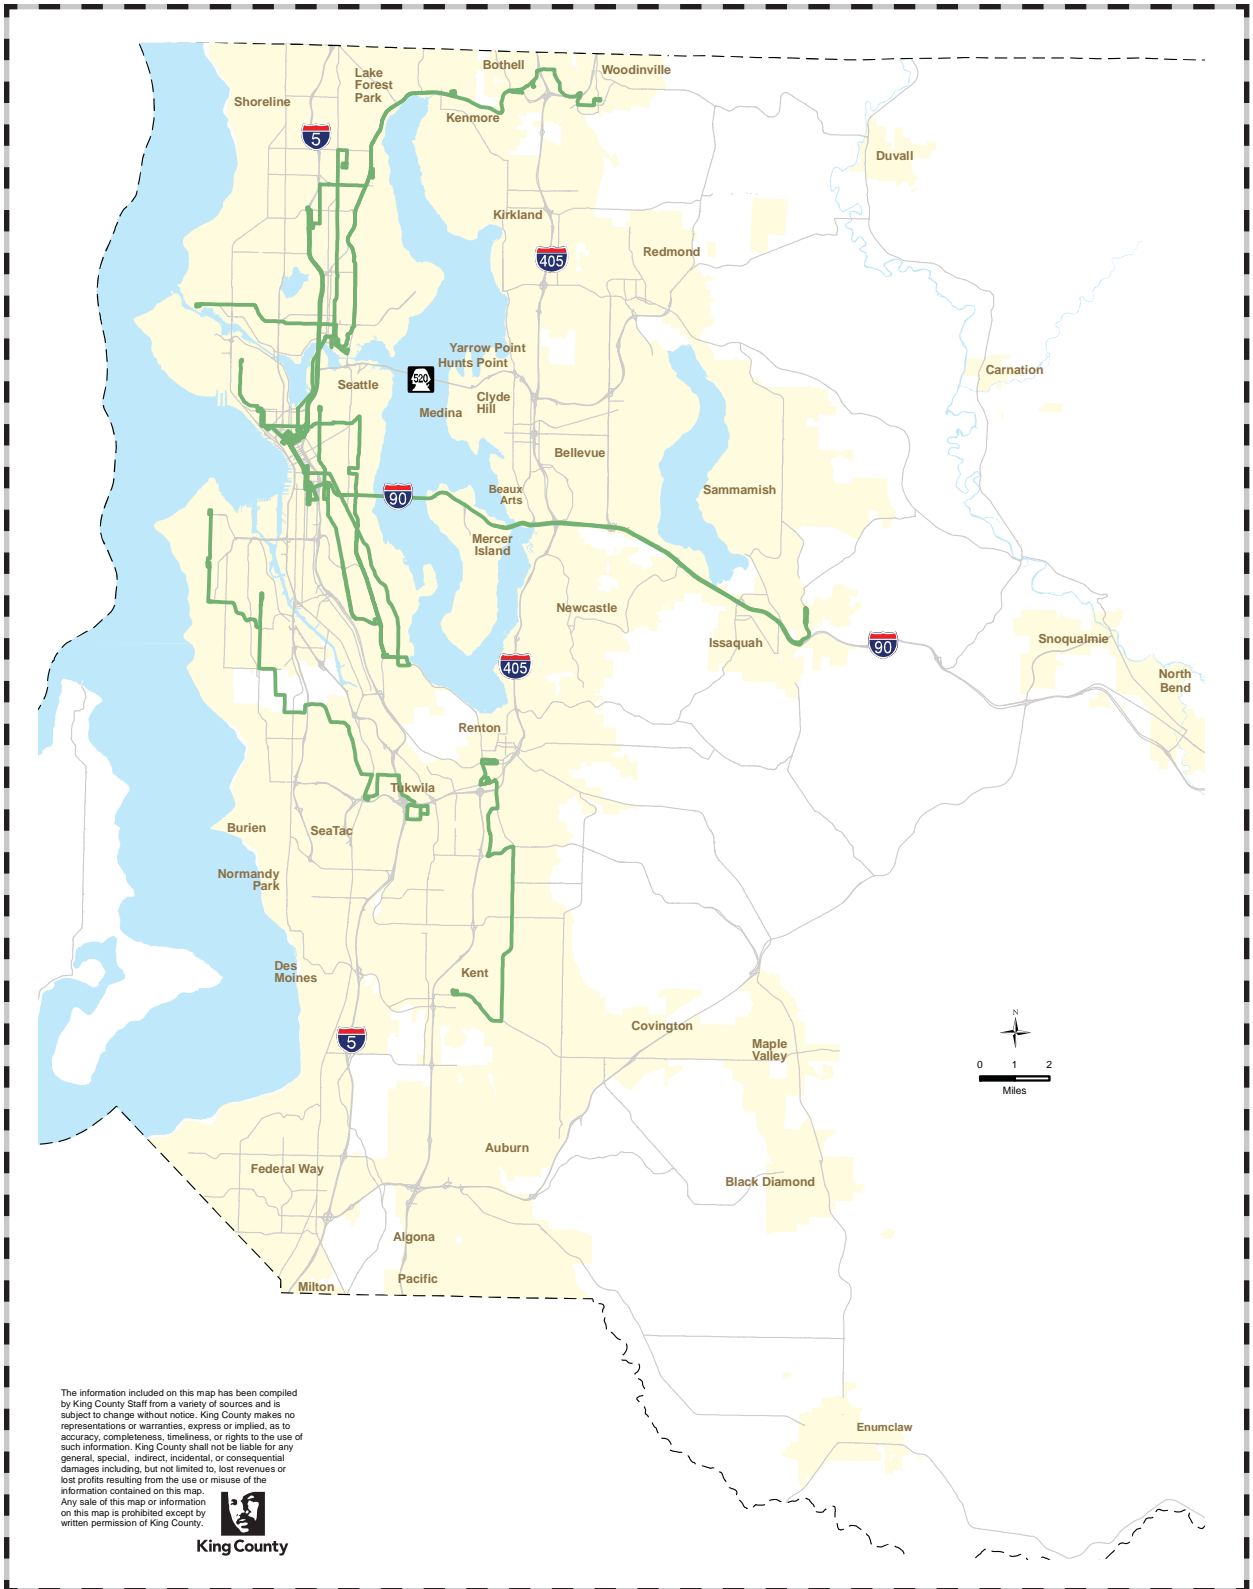 Bothell
Woodinville
Lake
Forest
Park
Shoreline
Kenmore
5
Duvall
Kirkland
Redmond
405
Yarrow Point
Hunts Point
Carnation
520
Seattle
Clyde
Hill
Medina
Bellevue
Beaux
Arts
Sammamish
90
Mercer
Island
Newcastle
Issaquah
90
Snoqualmie
405
North
Bend
Renton
Tukwila
Burien
SeaTac
Normandy
Park
Des
Moines
Kent
Covington
5
Maple
Valley
N
0 1 2
Miles
Auburn
Federal Way
Black Diamond
Algona
Pacific
Milton
Enumclaw
The information included on this map has been compiled
by King County Staff from a variety of sources and is
subject to change without notice. King County makes no
representations or warranties, express or implied, as to
accuracy, completeness, timeliness, or rights to the use of
such information. King County shall not be liable for any
general, special, indirect, incidental, or consequential
damages including, but not limited to, lost revenues or
lost profits resulting from the use or misuse of the
information contained on this map.
Any sale of this map or information
on this map is prohibited except by
written permission of King County.
King County